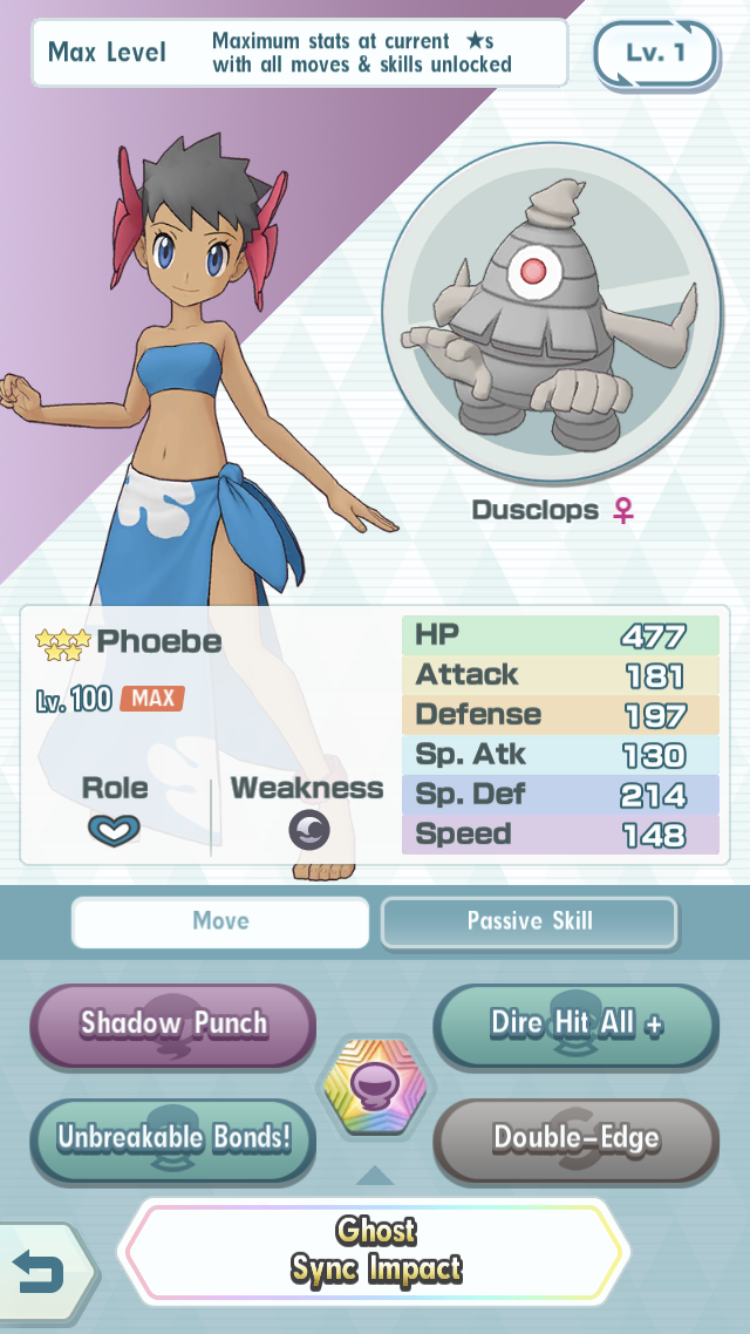 Max Level
Maximum stats at current ★s
with all moves & skills unlocked
Lv. 1
Dusclops ♀
Phoebe
Lv. 100 MAX
Role
Weakness
HP 477
Attack 181
Defense 197
Sp. Atk 130
Sp. Def 214
Speed 148
Move
Passive Skill
Shadow Punch
Dire Hit All +
Unbreakable Bonds!
Double-Edge
Ghost
Sync Impact